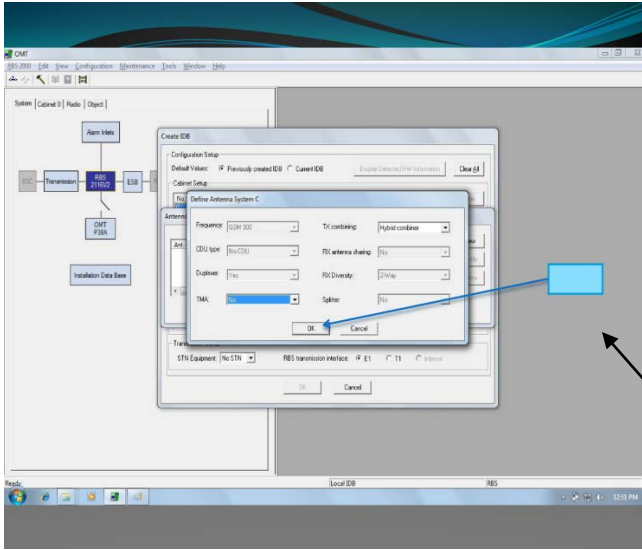 OMT
RBS 2000 Edit View Configuration Maintenance Tools Window Help
System Cabinet 0 Radio Object
Alarm Inlets
Transmission
RBS
2116V2
ESB
OMT
P38A
Installation Data Base
Create IDB
Configuration Setup
Default Values: Previously created IDB Current IDB Display Detected HW Information Clear All
Cabinet Setup
Define Antenna System C
Frequency: GSM 900 TX combining: Hybrid combiner
CDU type: No CDU RX antenna sharing: No
Duplexer: Yes RX Diversity: 2-Way
TMA: No Splitter: No
OK Cancel
STN Equipment: No STN RBS transmission interface: E1 T1 Internal
OK Cancel
Ready Local IDB RBS
12:51 PM